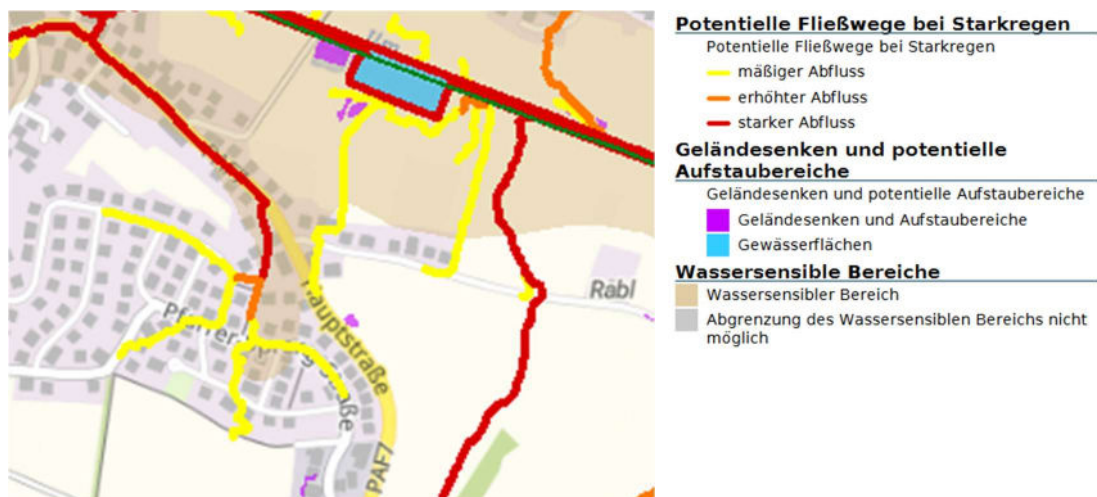 Ilm
Räbl
Hauptstraße
PAF7
Potentielle Fließwege bei Starkregen
Potentielle Fließwege bei Starkregen
mäßiger Abfluss
erhöhter Abfluss
starker Abfluss
Geländesenken und potentielle
Aufstaubereiche
Geländesenken und potentielle Aufstaubereiche
Geländesenken und Aufstaubereiche
Gewässerflächen
Wassersensible Bereiche
Wassersensibler Bereich
Abgrenzung des Wassersensiblen Bereichs nicht
möglich